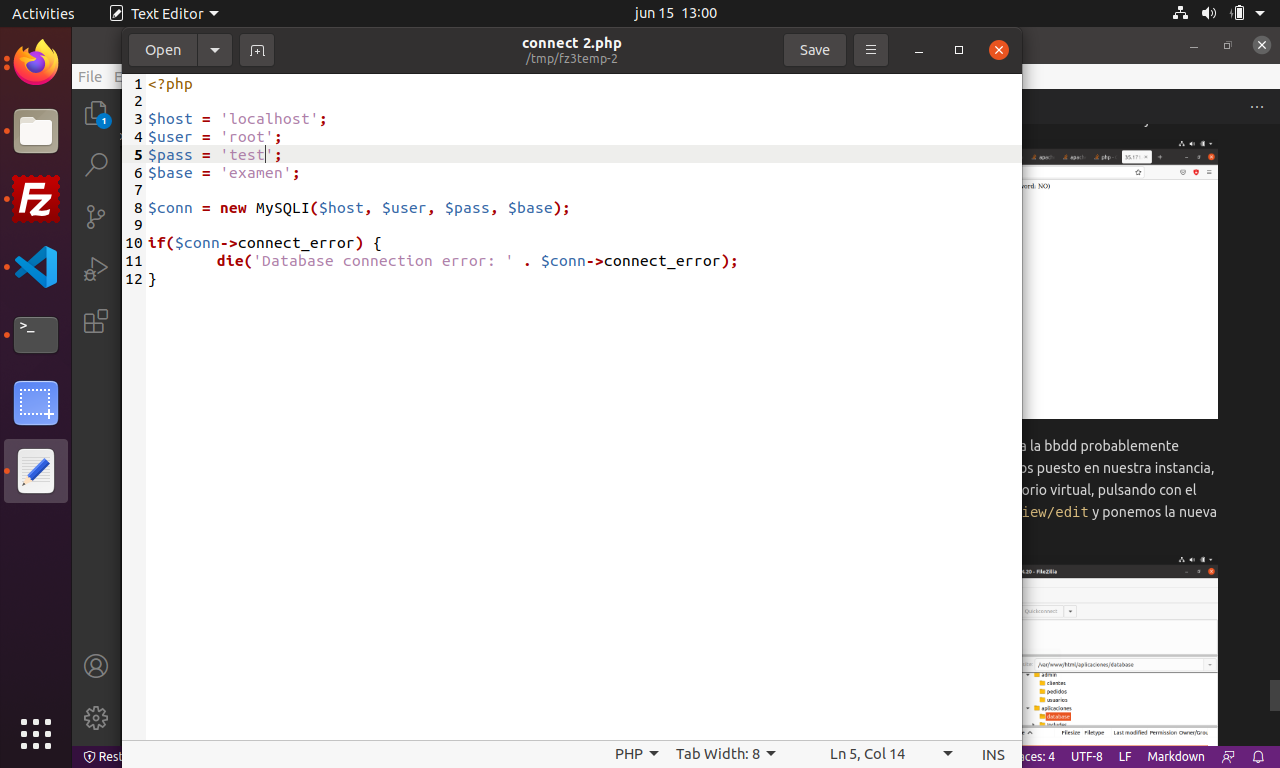 Activities
Text Editor
jun 15 13:00
Open
connect 2.php
/tmp/fz3temp-2
Save
File
1 <?php
2
3 $host = 'localhost';
4 $user = 'root';
5 $pass = 'test';
6 $base = 'examen';
7
8 $conn = new MySQLI($host, $user, $pass, $base);
9
10 if($conn->connect_error) {
11 die('Database connection error: ' . $conn->connect_error);
12 }
1
word: NO)
a la bbdd probablemente
os puesto en nuestra instancia,
orio virtual, pulsando con el
iew/edit y ponemos la nueva
.20 - FileZilla
Quickconnect
/var/www/html/aplicaciones/database
admin
clientes
pedidos
usuarios
aplicaciones
database
includes
Filesize Filetype Last modified Permission Owner/Grou
PHP
Tab Width: 8
Ln 5, Col 14
INS
Rest
aces: 4
UTF-8
LF
Markdown